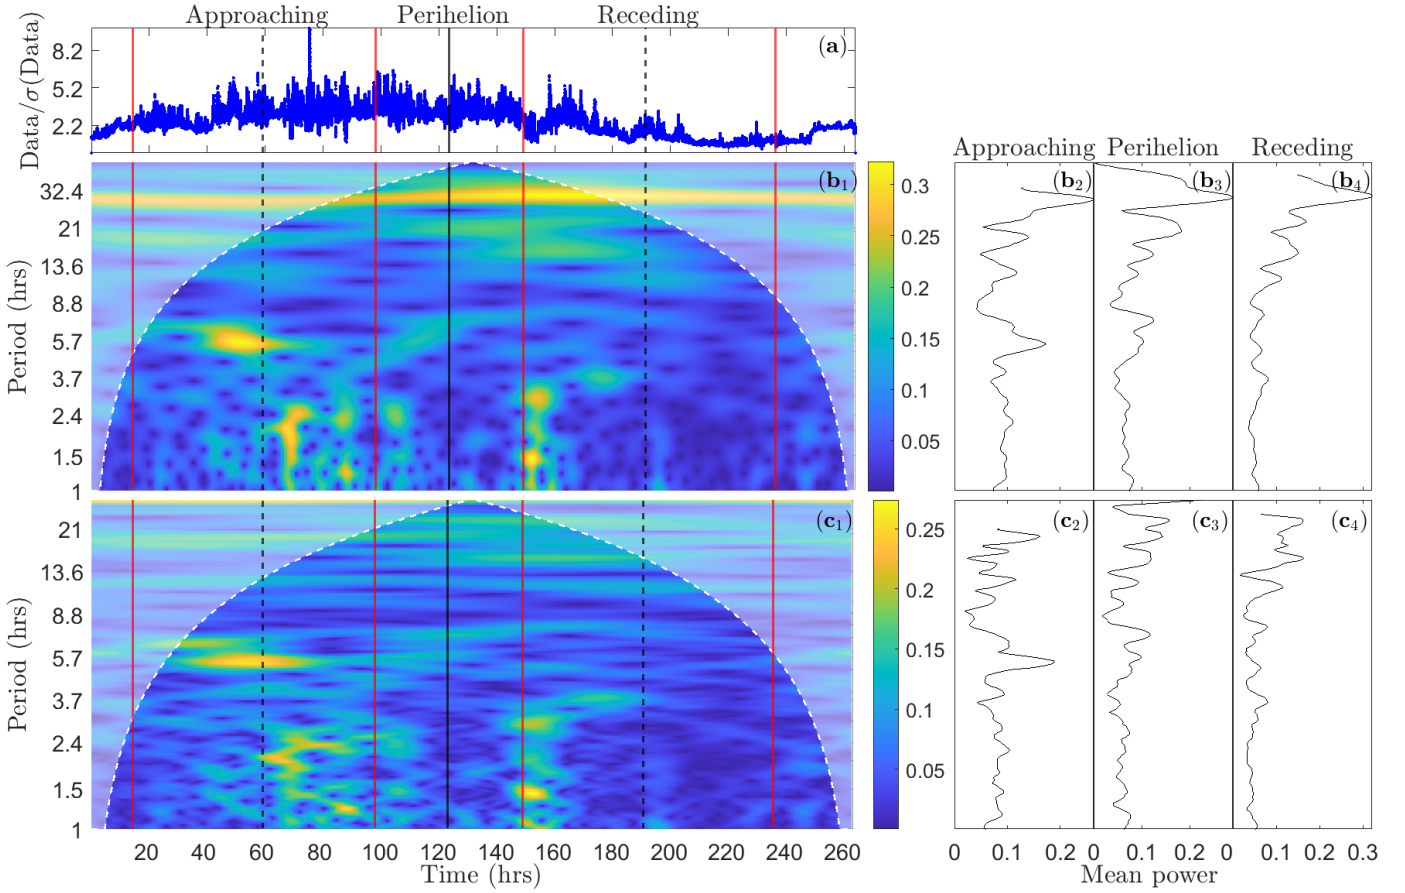 Approaching Perihelion Receding
(a)
Data/σ(Data)
8.2
5.2
2.2
Approaching Perihelion Receding
(b₁) (b₂) (b₃) (b₄)
Period (hrs)
32.4
21
13.6
8.8
5.7
3.7
2.4
1.5
1
0.3
0.25
0.2
0.15
0.1
0.05
(c₁) (c₂) (c₃) (c₄)
Period (hrs)
21
13.6
8.8
5.7
3.7
2.4
1.5
1
0.25
0.2
0.15
0.1
0.05
20 40 60 80 100 120 140 160 180 200 220 240 260
Time (hrs)
0 0.1 0.2 0 0.1 0.2 0 0.1 0.2 0.3
Mean power